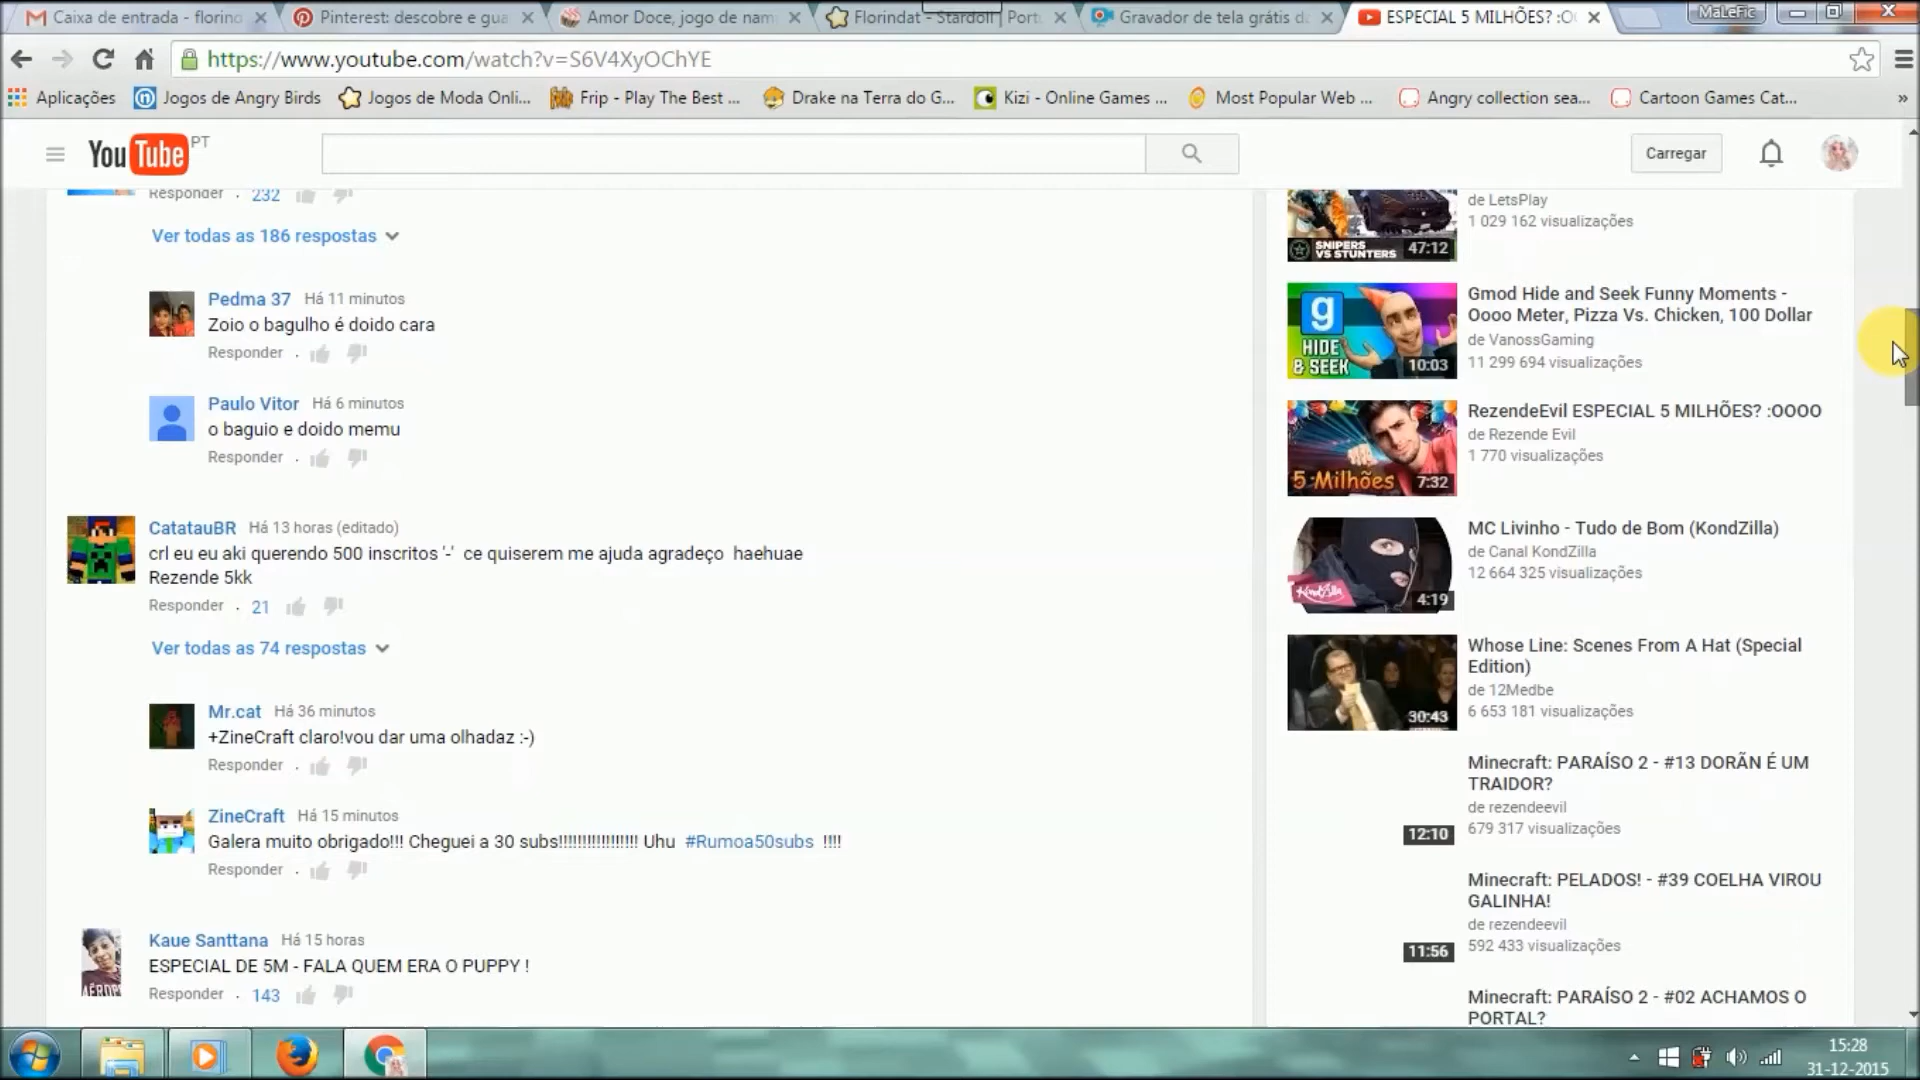 Caixa de entrada - florino
Pinterest: descobre e gua
Amor Doce, jogo de nam
Florindat - Stardoll | Port
Gravador de tela grátis d
ESPECIAL 5 MILHÕES? :O
MaLeFic
https://www.youtube.com/watch?v=S6V4XyOChYE
Aplicações
Jogos de Angry Birds
Jogos de Moda Onli...
Frip - Play The Best ...
Drake na Terra do G...
Kizi - Online Games ...
Most Popular Web ...
Angry collection sea...
Cartoon Games Cat...
»
YouTube PT
Carregar
Responder . 232
Ver todas as 186 respostas
Pedma 37 Há 11 minutos
Zoio o bagulho é doido cara
Responder .
Paulo Vitor Há 6 minutos
o baguio e doido memu
Responder .
CatatauBR Há 13 horas (editado)
crl eu eu aki querendo 500 inscritos '-' ce quiserem me ajuda agradeço haehuae
Rezende 5kk
Responder . 21
Ver todas as 74 respostas
Mr.cat Há 36 minutos
+ZineCraft claro!vou dar uma olhadaz :-)
Responder .
ZineCraft Há 15 minutos
Galera muito obrigado!!! Cheguei a 30 subs!!!!!!!!!!!!!!!!! Uhu #Rumoa50subs !!!!
Responder .
Kaue Santtana Há 15 horas
ESPECIAL DE 5M - FALA QUEM ERA O PUPPY !
Responder . 143
de LetsPlay
1 029 162 visualizações
SNIPERS
VS STUNTERS
47:12
Gmod Hide and Seek Funny Moments -
Oooo Meter, Pizza Vs. Chicken, 100 Dollar
de VanossGaming
11 299 694 visualizações
g
HIDE
& SEEK
10:03
RezendeEvil ESPECIAL 5 MILHÕES? :OOOO
de Rezende Evil
1 770 visualizações
5 Milhões
7:32
MC Livinho - Tudo de Bom (KondZilla)
de Canal KondZilla
12 664 325 visualizações
KondZilla
4:19
Whose Line: Scenes From A Hat (Special
Edition)
de 12Medbe
6 653 181 visualizações
30:43
Minecraft: PARAÍSO 2 - #13 DORÃN É UM
TRAIDOR?
de rezendeevil
679 317 visualizações
12:10
Minecraft: PELADOS! - #39 COELHA VIROU
GALINHA!
de rezendeevil
592 433 visualizações
11:56
Minecraft: PARAÍSO 2 - #02 ACHAMOS O
PORTAL?
15:28
31-12-2015